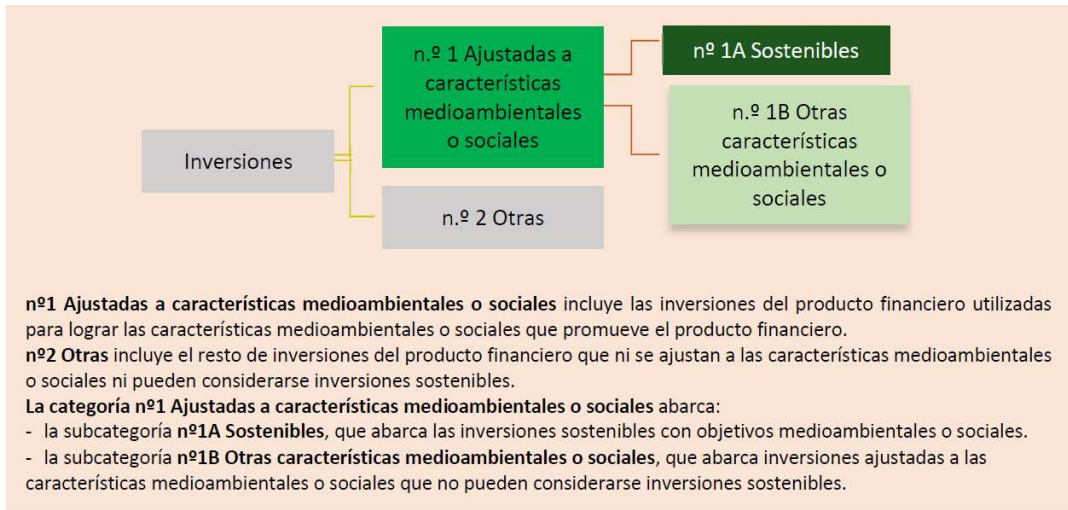 Inversiones
n.º 1 Ajustadas a
características
medioambientales
o sociales
n.º 2 Otras
nº 1A Sostenibles
n.º 1B Otras
características
medioambientales o
sociales
nº1 Ajustadas a características medioambientales o sociales incluye las inversiones del producto financiero utilizadas
para lograr las características medioambientales o sociales que promueve el producto financiero.
nº2 Otras incluye el resto de inversiones del producto financiero que ni se ajustan a las características medioambientales
o sociales ni pueden considerarse inversiones sostenibles.
La categoría nº1 Ajustadas a características medioambientales o sociales abarca:
- la subcategoría nº1A Sostenibles, que abarca las inversiones sostenibles con objetivos medioambientales o sociales.
- la subcategoría nº1B Otras características medioambientales o sociales, que abarca inversiones ajustadas a las
características medioambientales o sociales que no pueden considerarse inversiones sostenibles.